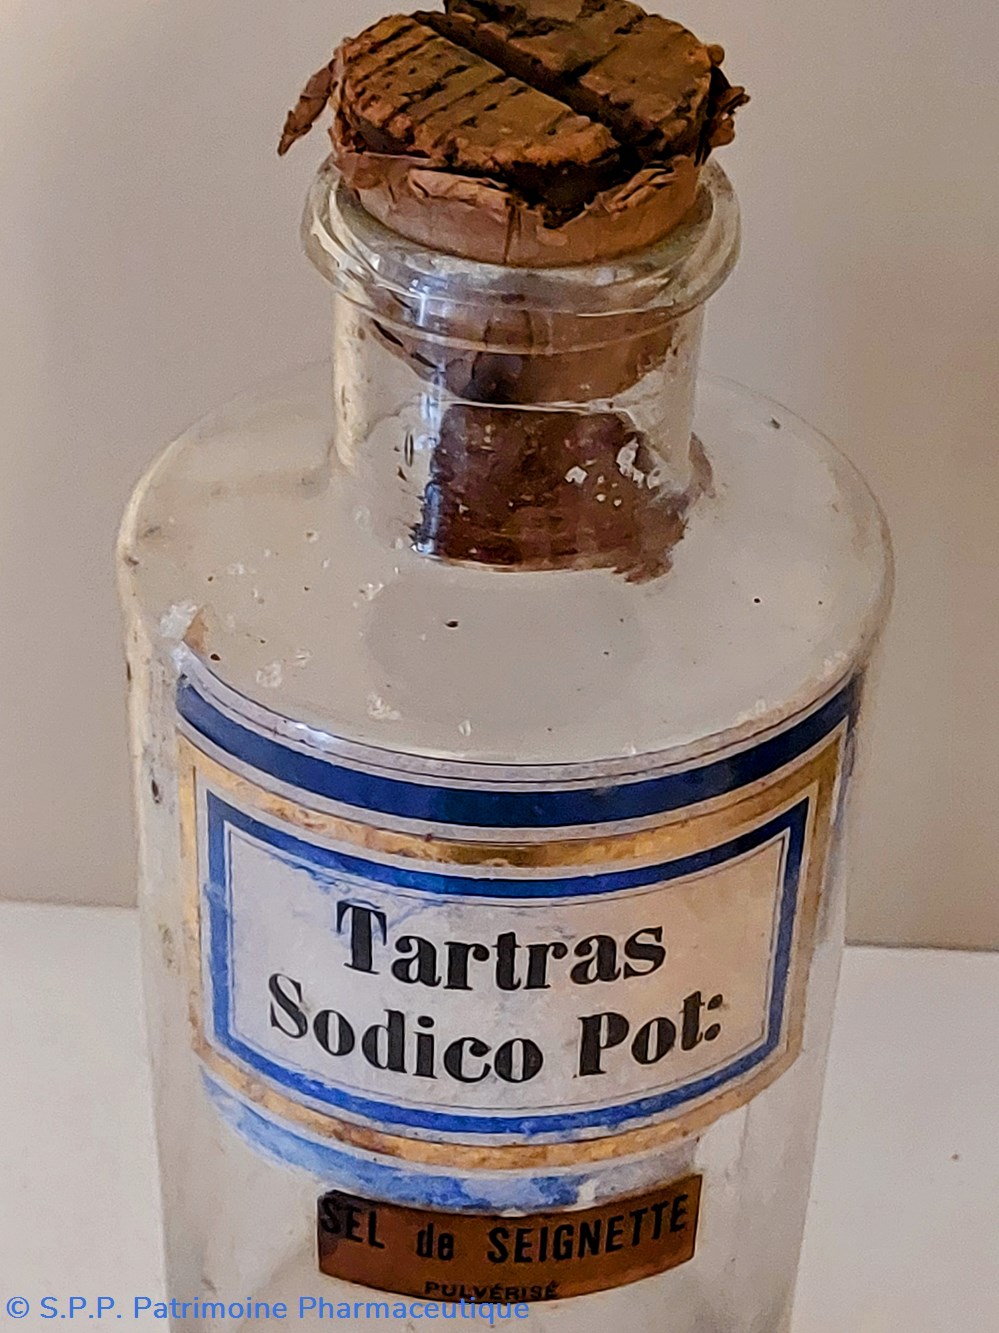 Tartras
Sodico Pot:
SEL de SEIGNETTE
PULVÉRISÉ
© S.P.P. Patrimoine Pharmaceutique